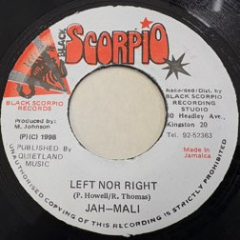 BLACK
SCORPIO
BLACK SCORPIO
RECORDS
Produced by:
M. Johnson
(P)(C) 1998
PUBLISHED BY
QUIETLAND
MUSIC
Recorded/Dist. by
BLACK SCORPIO
RECORDING
STUDIO
30 Headley Ave.,
Kingston 20
Tel. 92-52363
Made in
Jamaica
LEFT NOR RIGHT
(P. Howell/R. Thomas)
JAH-MALI
UNAUTHORISED COPYING OF THIS RECORDING IS STRICTLY PROHIBITED